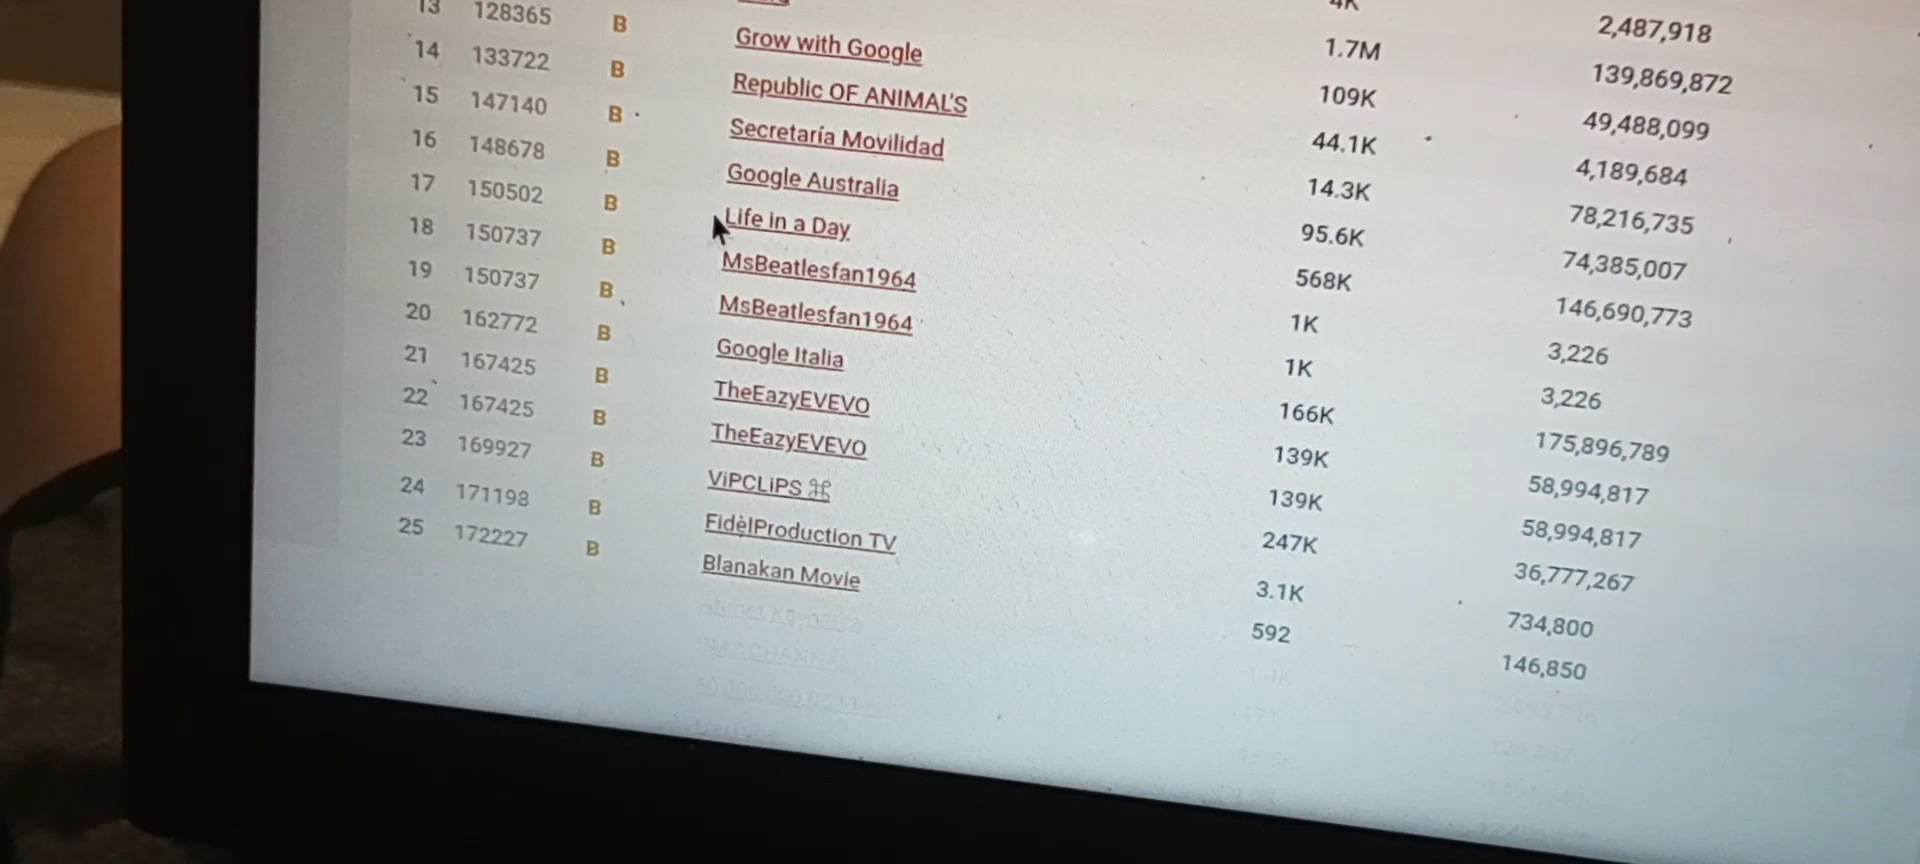 2,487,918
1.7M 139,869,872
13 128365 B Grow with Google 109K 49,488,099
14 133722 B Republic OF ANIMAL'S 44.1K 4,189,684
15 147140 B Secretaría Movilidad 14.3K 78,216,735
16 148678 B Google Australia 95.6K 74,385,007
17 150502 B Life in a Day 568K 146,690,773
18 150737 B MsBeatlesfan1964 1K 3,226
19 150737 B MsBeatlesfan1964 1K 3,226
20 162772 B Google Italia 166K 175,896,789
21 167425 B TheEazyEVEVO 139K 58,994,817
22 167425 B TheEazyEVEVO 139K 58,994,817
23 169927 B ViPCLiPS ⌘ 247K 36,777,267
24 171198 B FidèlProduction TV 3.1K 734,800
25 172227 B Blanakan Movie 592 146,850